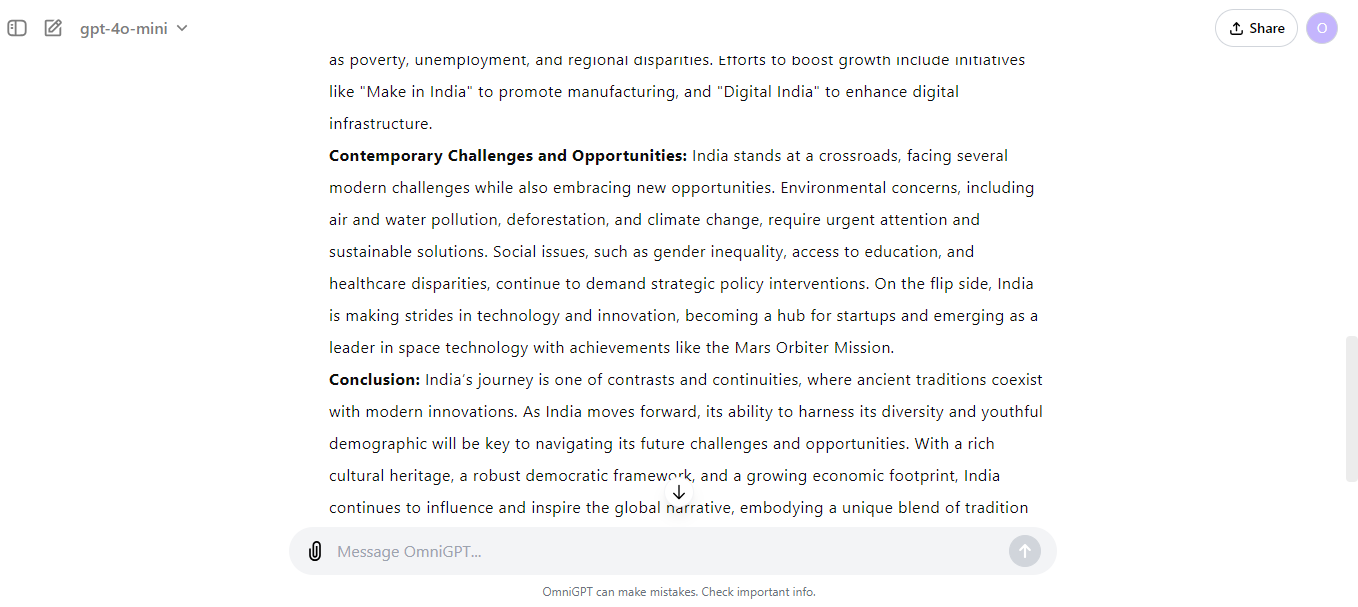 gpt-4o-mini
Share
O
as poverty, unemployment, and regional disparities. Efforts to boost growth include initiatives
like "Make in India" to promote manufacturing, and "Digital India" to enhance digital
infrastructure.
Contemporary Challenges and Opportunities: India stands at a crossroads, facing several
modern challenges while also embracing new opportunities. Environmental concerns, including
air and water pollution, deforestation, and climate change, require urgent attention and
sustainable solutions. Social issues, such as gender inequality, access to education, and
healthcare disparities, continue to demand strategic policy interventions. On the flip side, India
is making strides in technology and innovation, becoming a hub for startups and emerging as a
leader in space technology with achievements like the Mars Orbiter Mission.
Conclusion: India's journey is one of contrasts and continuities, where ancient traditions coexist
with modern innovations. As India moves forward, its ability to harness its diversity and youthful
demographic will be key to navigating its future challenges and opportunities. With a rich
cultural heritage, a robust democratic framework, and a growing economic footprint, India
continues to influence and inspire the global narrative, embodying a unique blend of tradition
Message OmniGPT...
OmniGPT can make mistakes. Check important info.